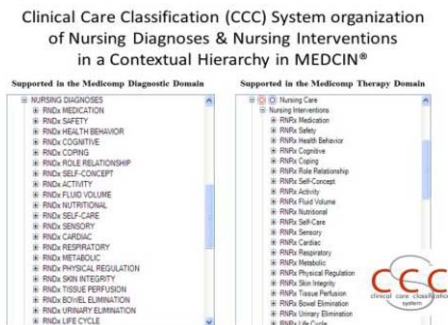 Clinical Care Classification (CCC) System organization
of Nursing Diagnoses & Nursing Interventions
in a Contextual Hierarchy in MEDCIN®
Supported in the Medicomp Diagnostic Domain
NURSING DIAGNOSES
RNDx MEDICATION
RNDx SAFETY
RNDx HEALTH BEHAVIOR
RNDx COGNITIVE
RNDx COPING
RNDx ROLE RELATIONSHIP
RNDx SELF-CONCEPT
RNDx ACTIVITY
RNDx FLUID VOLUME
RNDx NUTRITIONAL
RNDx SELF-CARE
RNDx SENSORY
RNDx CARDIAC
RNDx RESPIRATORY
RNDx METABOLIC
RNDx PHYSICAL REGULATION
RNDx SKIN INTEGRITY
RNDx TISSUE PERFUSION
RNDx BOWEL ELIMINATION
RNDx URINARY ELIMINATION
RNDx LIFE CYCLE
Supported in the Medicomp Therapy Domain
Nursing Care
Nursing Interventions
RNRx Medication
RNRx Safety
RNRx Health Behavior
RNRx Cognitive
RNRx Coping
RNRx Role Relationship
RNRx Self-Concept
RNRx Activity
RNRx Fluid Volume
RNRx Nutritional
RNRx Self-Care
RNRx Sensory
RNRx Cardiac
RNRx Respiratory
RNRx Metabolic
RNRx Physical Regulation
RNRx Skin Integrity
RNRx Tissue Perfusion
RNRx Bowel Elimination
RNRx Urinary Elimination
RNRx Life Cycle
CCC
clinical care classification
system